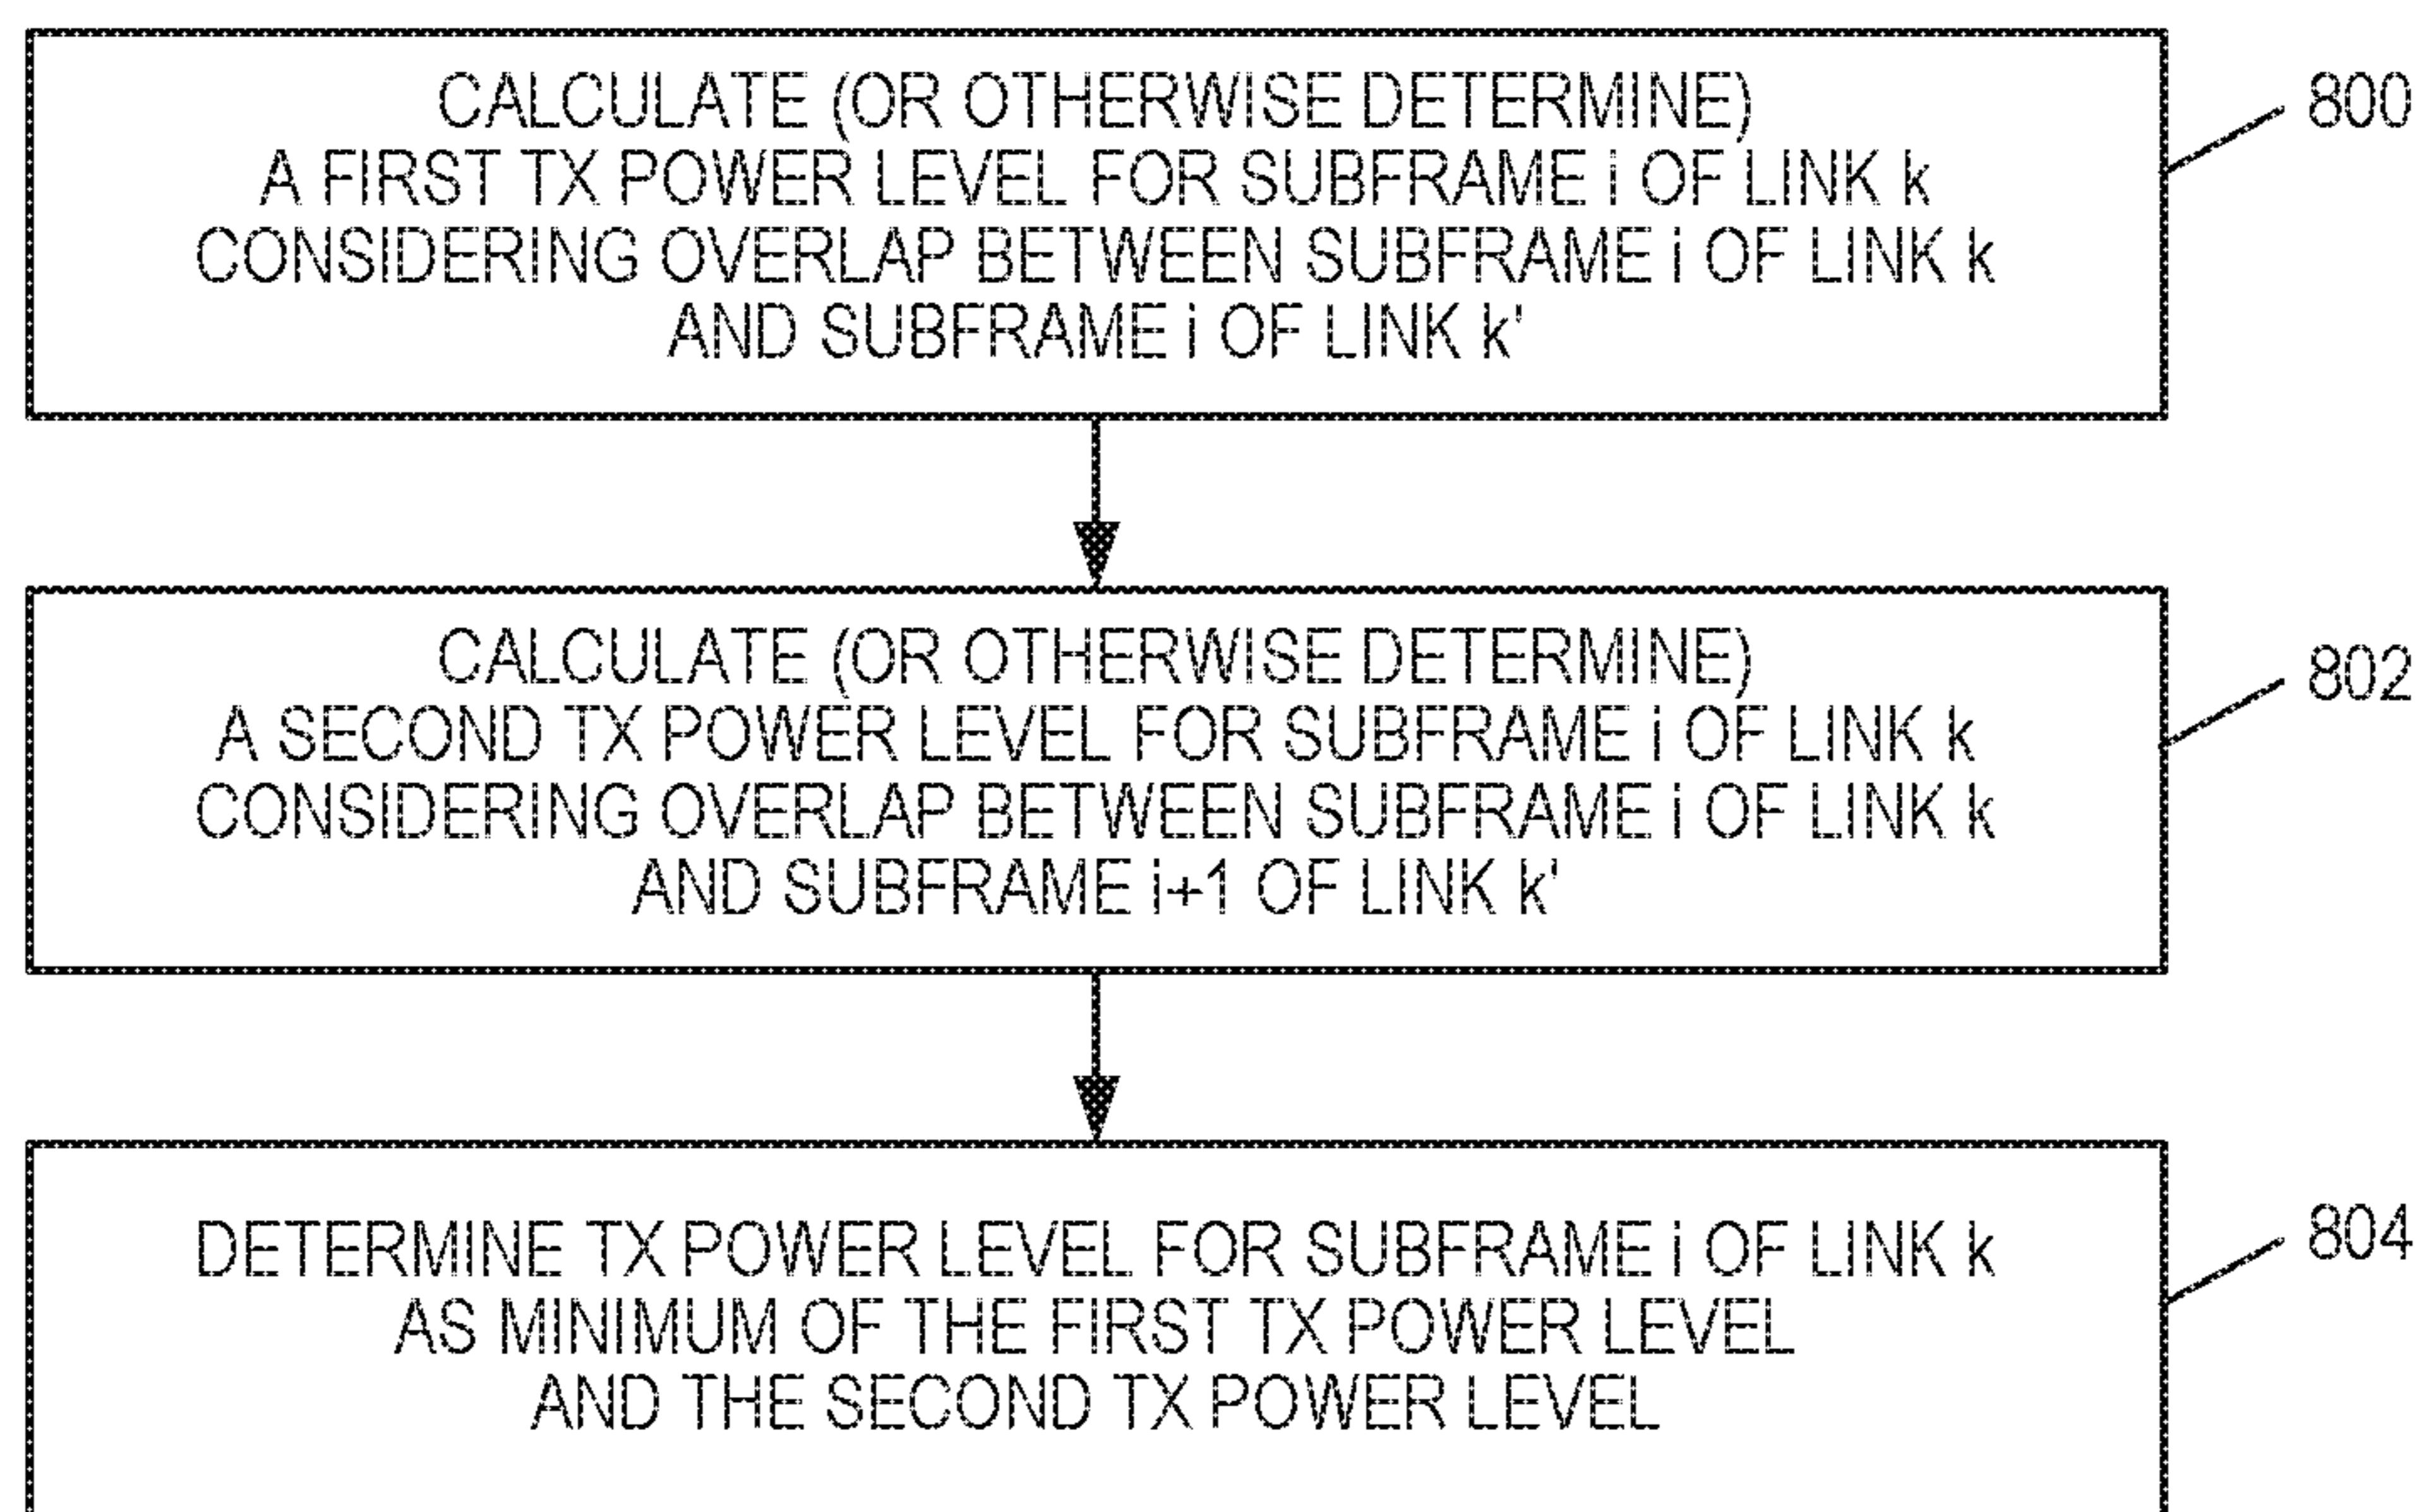 CALCULATE (OR OTHERWISE DETERMINE)
A FIRST TX POWER LEVEL FOR SUBFRAME i OF LINK k
CONSIDERING OVERLAP BETWEEN SUBFRAME i OF LINK k
AND SUBFRAME i OF LINK k'
800
CALCULATE (OR OTHERWISE DETERMINE)
A SECOND TX POWER LEVEL FOR SUBFRAME i OF LINK k
CONSIDERING OVERLAP BETWEEN SUBFRAME i OF LINK k
AND SUBFRAME i+1 OF LINK k'
802
DETERMINE TX POWER LEVEL FOR SUBFRAME i OF LINK k
AS MINIMUM OF THE FIRST TX POWER LEVEL
AND THE SECOND TX POWER LEVEL
804